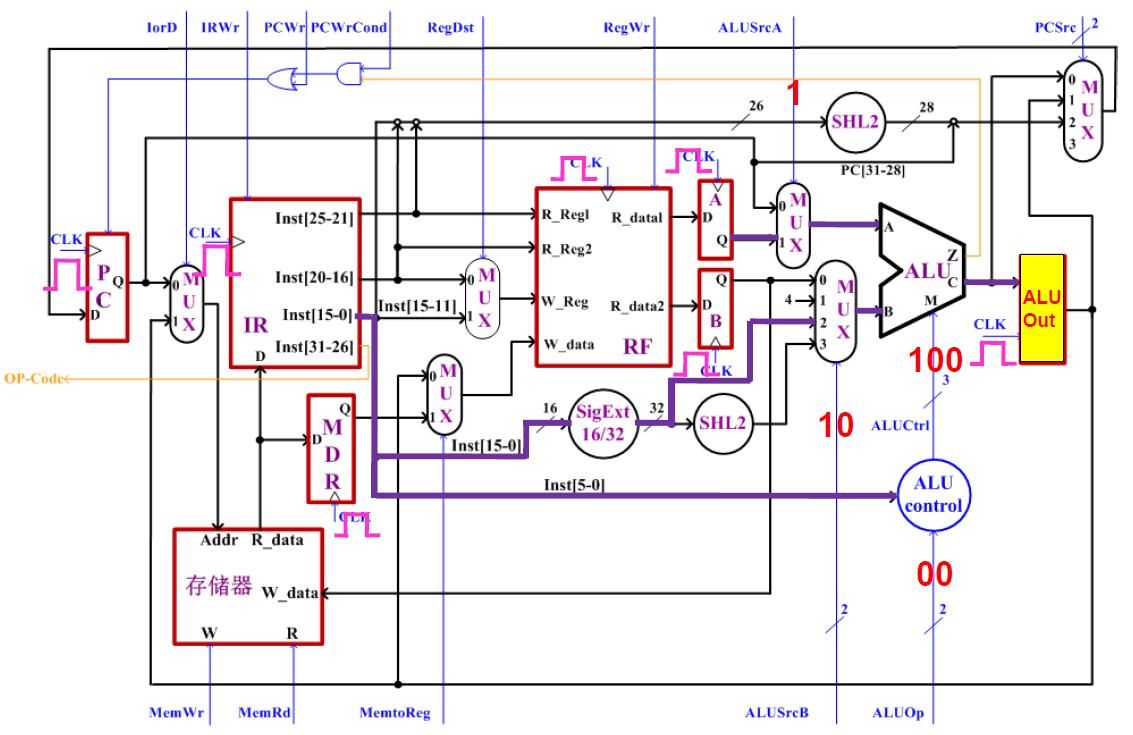 IorD IRWr PCWr PCWrCond RegDst RegWr ALUSrcA PCSrc 2
1
26 SHL2 28
0 1 2 3 MUX
PC[31-28]
CLK CLK
Inst[25-21] R_Reg1 R_data1 D A Q 0 1 MUX A
CLK CLK
R_Reg2
PC Q D 0 1 MUX
Inst[20-16] 0 1 MUX
Inst[15-11]
Inst[15-0] W_Reg R_data2 D Q B
4 0 1 2 3 MUX B
ALU Z C M
ALU
Out
IR
Inst[31-26] W_data RF
D
CLK
CLK
OP-Code
100
3
0 1 MUX
MDR D Q
16 SigExt
16/32 32 SHL2
10
ALUCtrl
Inst[15-0]
Inst[5-0] ALU
control
CLK
Addr R_data
00
存储器 W_data
W R
2 2
MemWr MemRd MemtoReg ALUSrcB ALUOp